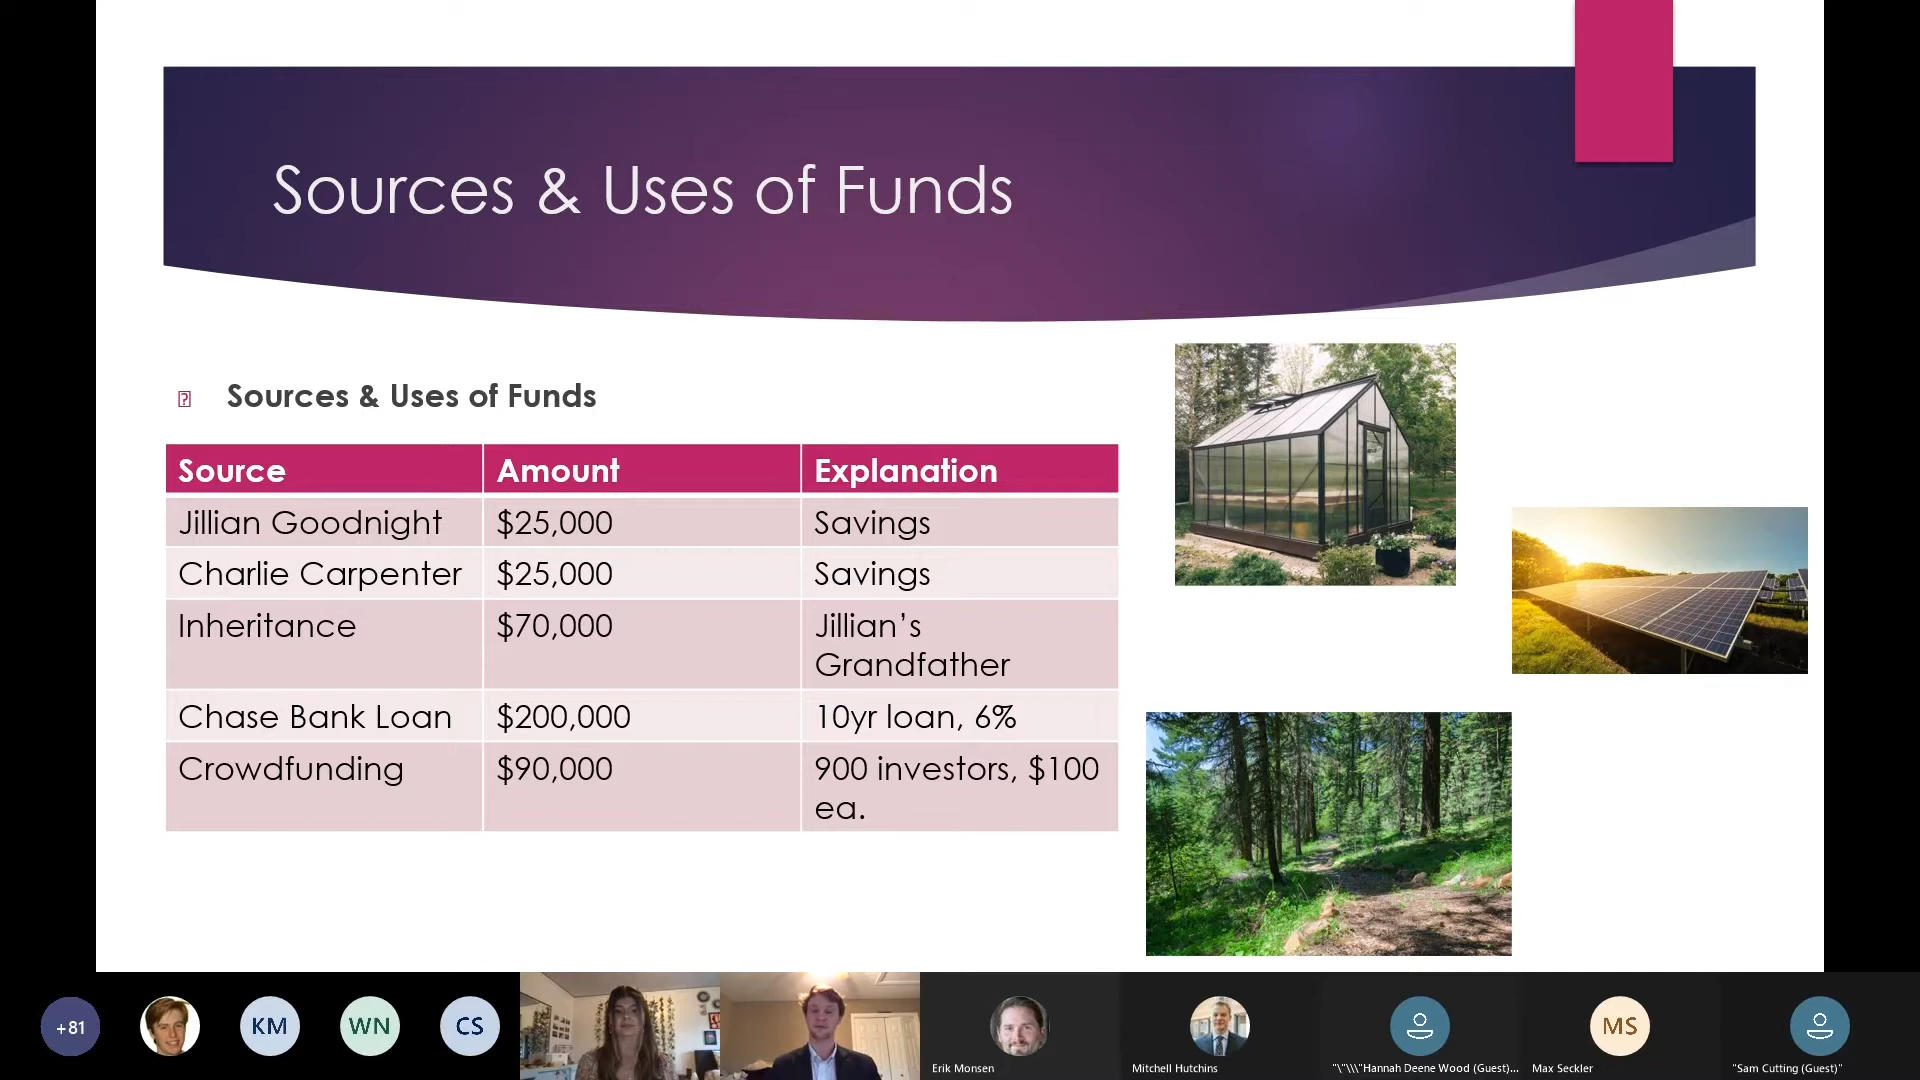 Sources & Uses of Funds
Sources & Uses of Funds
Source Amount Explanation
Jillian Goodnight $25,000 Savings
Charlie Carpenter $25,000 Savings
Inheritance $70,000 Jillian’s
Grandfather
Chase Bank Loan $200,000 10yr loan, 6%
Crowdfunding $90,000 900 investors, $100
ea.
+81 KM WN CS MS
Erik Monsen Mitchell Hutchins "\"\\\"Hannah Deene Wood (Guest)... Max Seckler "Sam Cutting (Guest)"